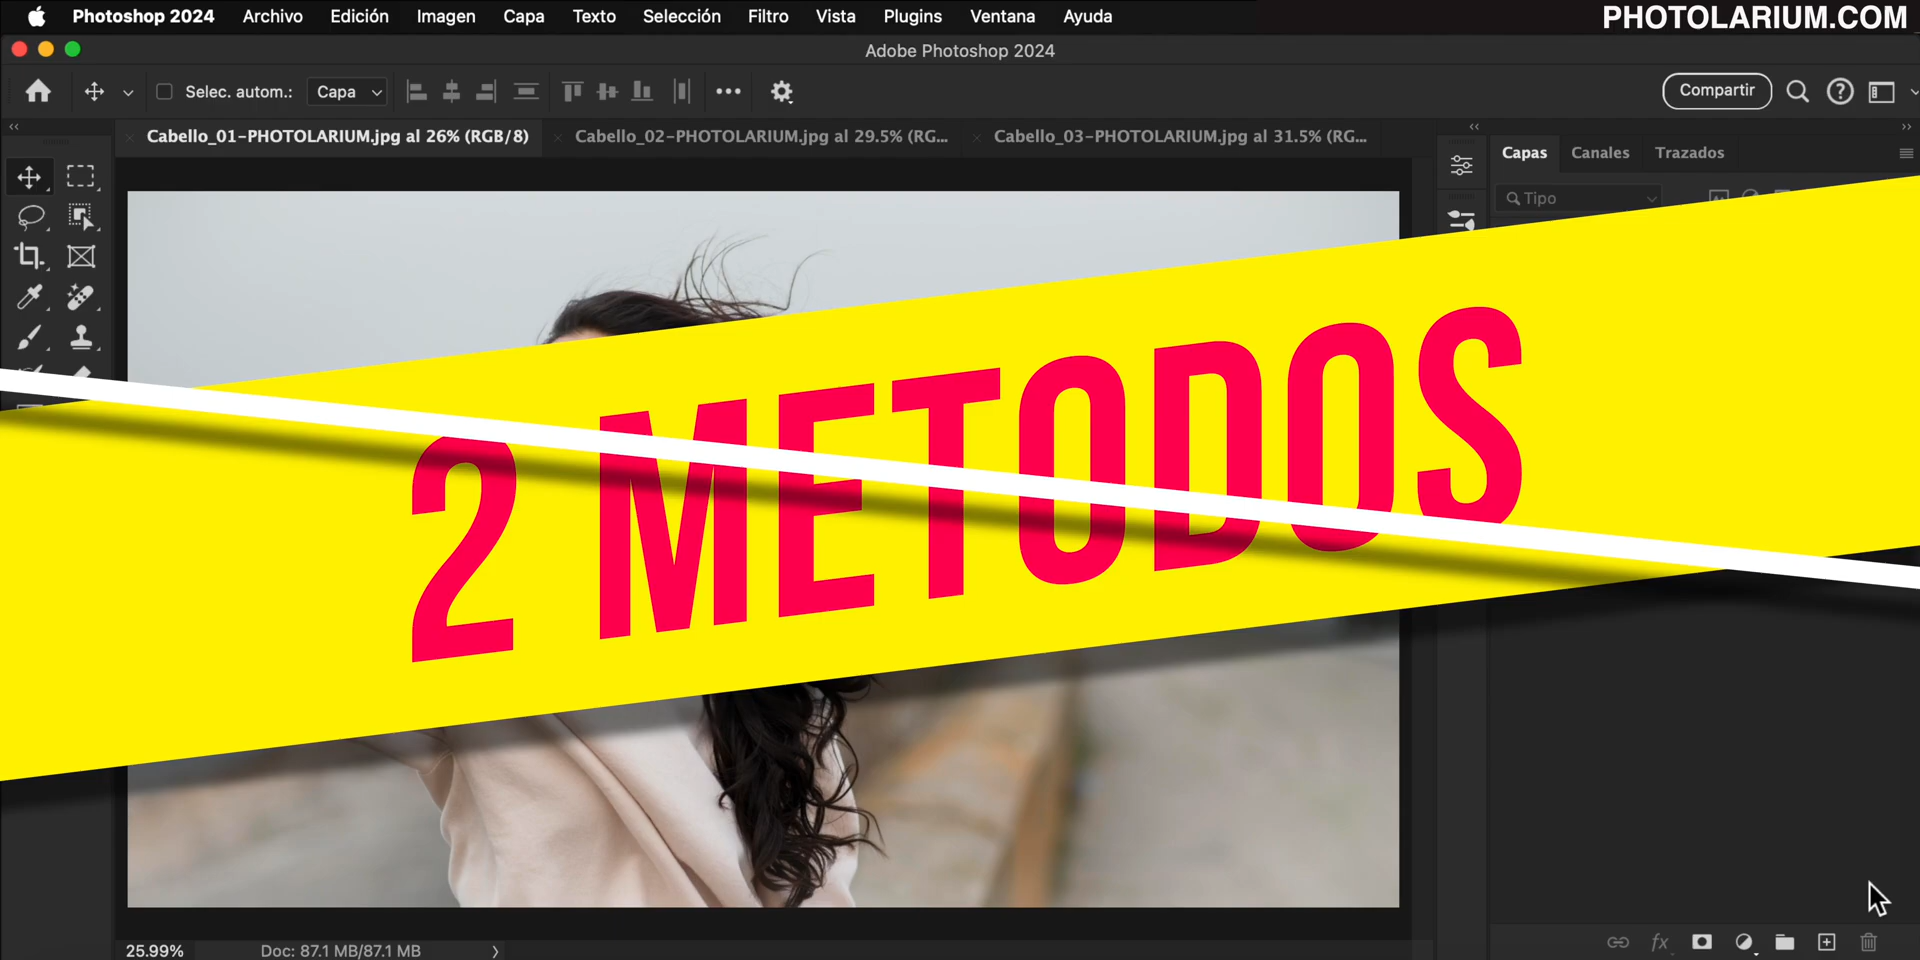 Photoshop 2024 Archivo Edición Imagen Capa Texto Selección Filtro Vista Plugins Ventana Ayuda
PHOTOLARIUM.COM
Adobe Photoshop 2024
Selec. autom.: Capa
Compartir
Cabello_01-PHOTOLARIUM.jpg al 26% (RGB/8)
Cabello_02-PHOTOLARIUM.jpg al 29.5% (RG...
Cabello_03-PHOTOLARIUM.jpg al 31.5% (RG...
Capas Canales Trazados
Tipo
2 METODOS
25.99% Doc: 87.1 MB/87.1 MB
fx